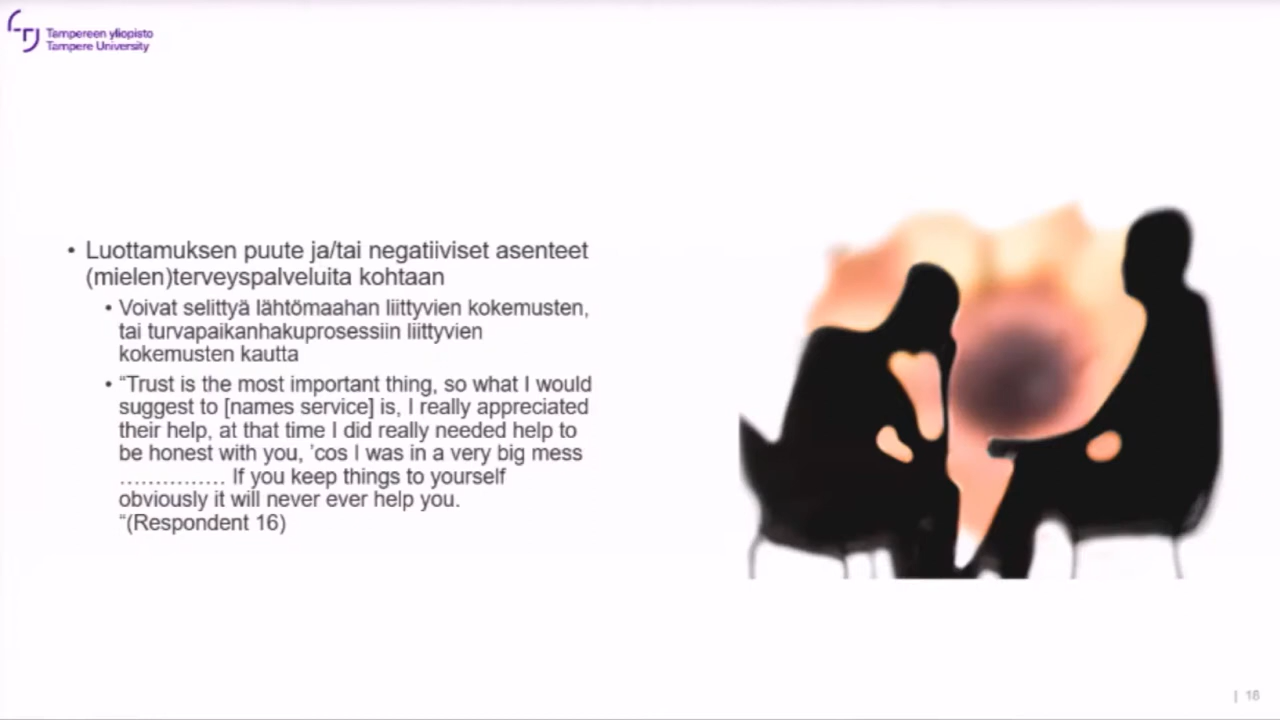 Tampereen yliopisto
Tampere University
• Luottamuksen puute ja/tai negatiiviset asenteet
(mielen)terveyspalveluita kohtaan
• Voivat selittyä lähtömaahan liittyvien kokemusten,
tai turvapaikanhakuprosessiin liittyvien
kokemusten kautta
• “Trust is the most important thing, so what I would
suggest to [names service] is, I really appreciated
their help, at that time I did really needed help to
be honest with you, ’cos I was in a very big mess
…………… If you keep things to yourself
obviously it will never ever help you.
“(Respondent 16)
| 16